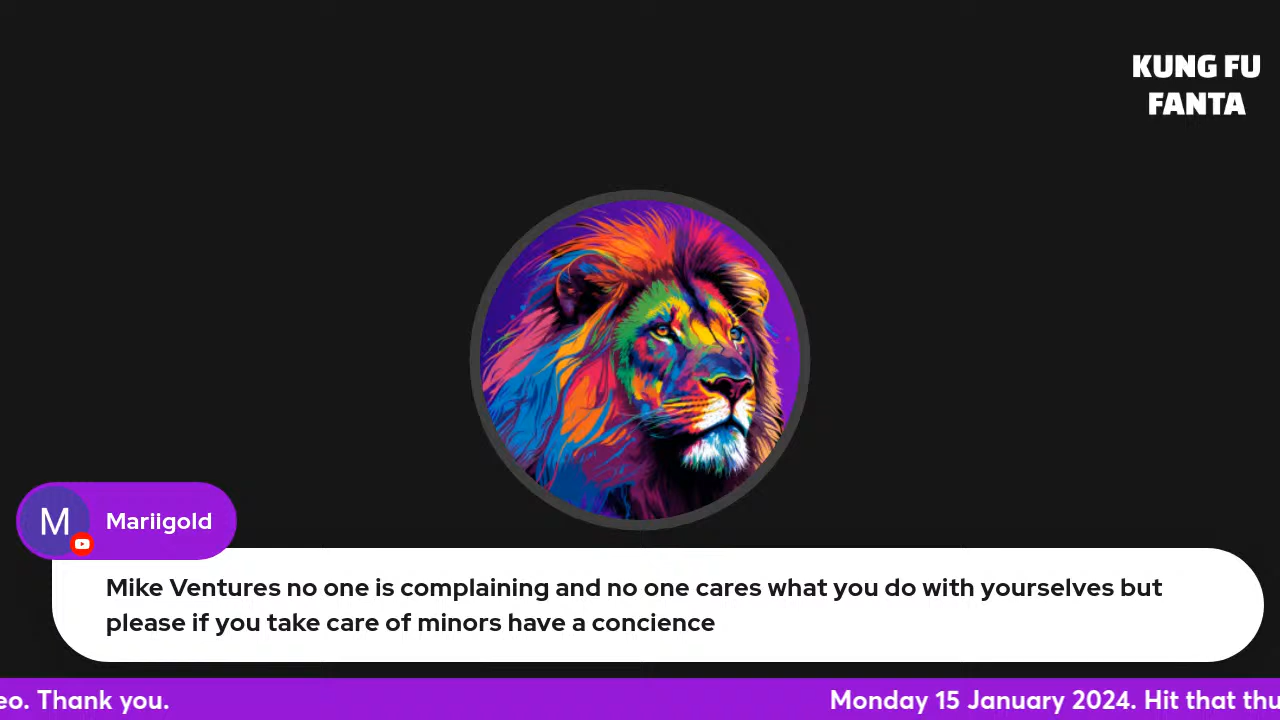 KUNG FU
FANTA
M
Mariigold
Mike Ventures no one is complaining and no one cares what you do with yourselves but
please if you take care of minors have a concience
eo. Thank you. Monday 15 January 2024. Hit that thu